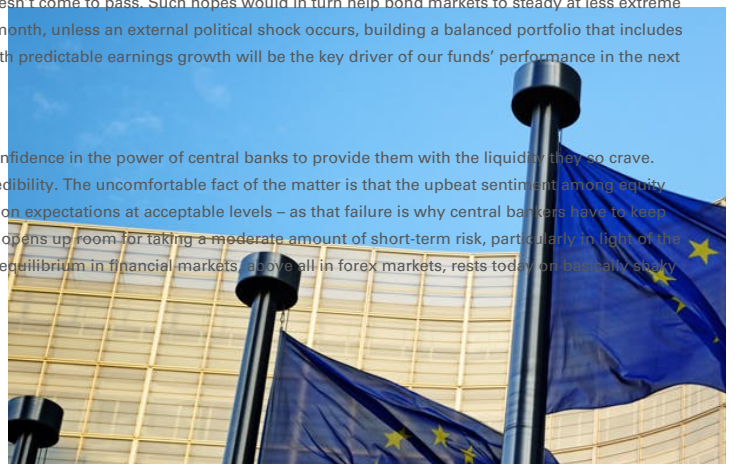 esn't come to pass. Such hopes would in turn help bond markets to steady at less extreme
month, unless an external political shock occurs, building a balanced portfolio that includes
th predictable earnings growth will be the key driver of our funds' performance in the next
nfidence in the power of central banks to provide them with the liquidity they so crave.
edibility. The uncomfortable fact of the matter is that the upbeat sentiment among equity
on expectations at acceptable levels – as that failure is why central bankers have to keep
opens up room for taking a moderate amount of short-term risk, particularly in light of the
equilibrium in financial markets, above all in forex markets, rests today on basically shaky